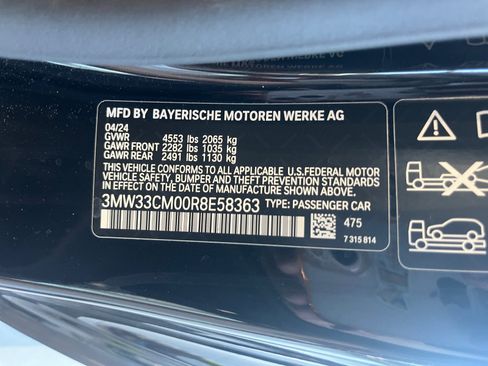 MFD BY BAYERISCHE MOTOREN WERKE AG
04/24
GVWR 4553 lbs 2065 kg
GAWR FRONT 2282 lbs 1035 kg
GAWR REAR 2491 lbs 1130 kg
THIS VEHICLE CONFORMS TO ALL APPLICABLE U.S.FEDERAL MOTOR
VEHICLE SAFETY, BUMPER, AND THEFT PREVENTION
STANDARDS IN EFFECT ON THE DATE OF MANUFACTURE SHOWN ABOVE.
3MW33CM00R8E58363 TYPE: PASSENGER CAR
475
7 315 814